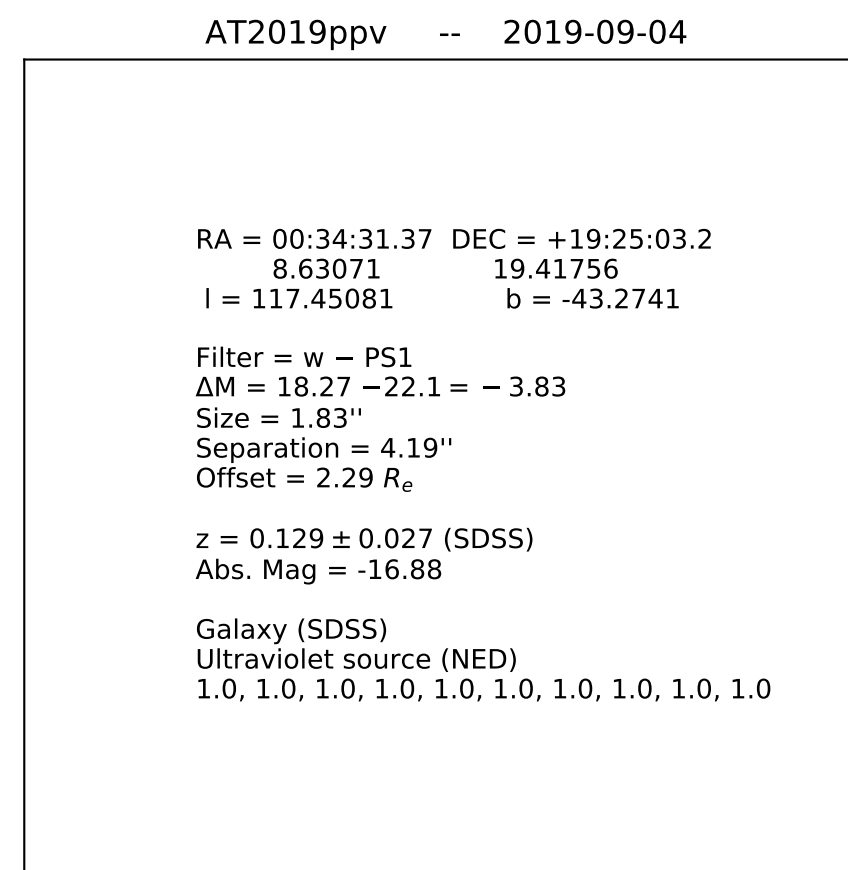 AT2019ppv -- 2019-09-04
RA = 00:34:31.37 DEC = +19:25:03.2
8.63071 19.41756
l = 117.45081 b = -43.2741
Filter = w − PS1
ΔM = 18.27 −22.1 = − 3.83
Size = 1.83''
Separation = 4.19''
Offset = 2.29 Re
z = 0.129 ± 0.027 (SDSS)
Abs. Mag = -16.88
Galaxy (SDSS)
Ultraviolet source (NED)
1.0, 1.0, 1.0, 1.0, 1.0, 1.0, 1.0, 1.0, 1.0, 1.0